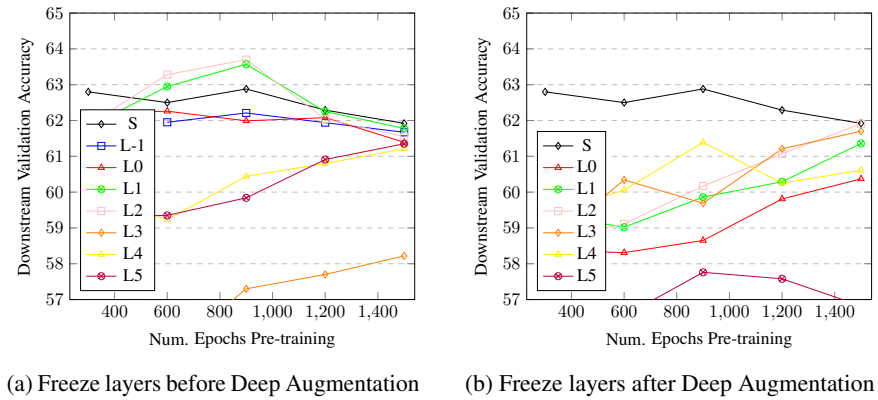 65
64
63
62
61
60
59
58
57
Downstream Validation Accuracy
S
L-1
L0
L1
L2
L3
L4
L5
400 600 800 1,000 1,200 1,400
Num. Epochs Pre-training
(a) Freeze layers before Deep Augmentation
65
64
63
62
61
60
59
58
57
Downstream Validation Accuracy
S
L0
L1
L2
L3
L4
L5
400 600 800 1,000 1,200 1,400
Num. Epochs Pre-training
(b) Freeze layers after Deep Augmentation